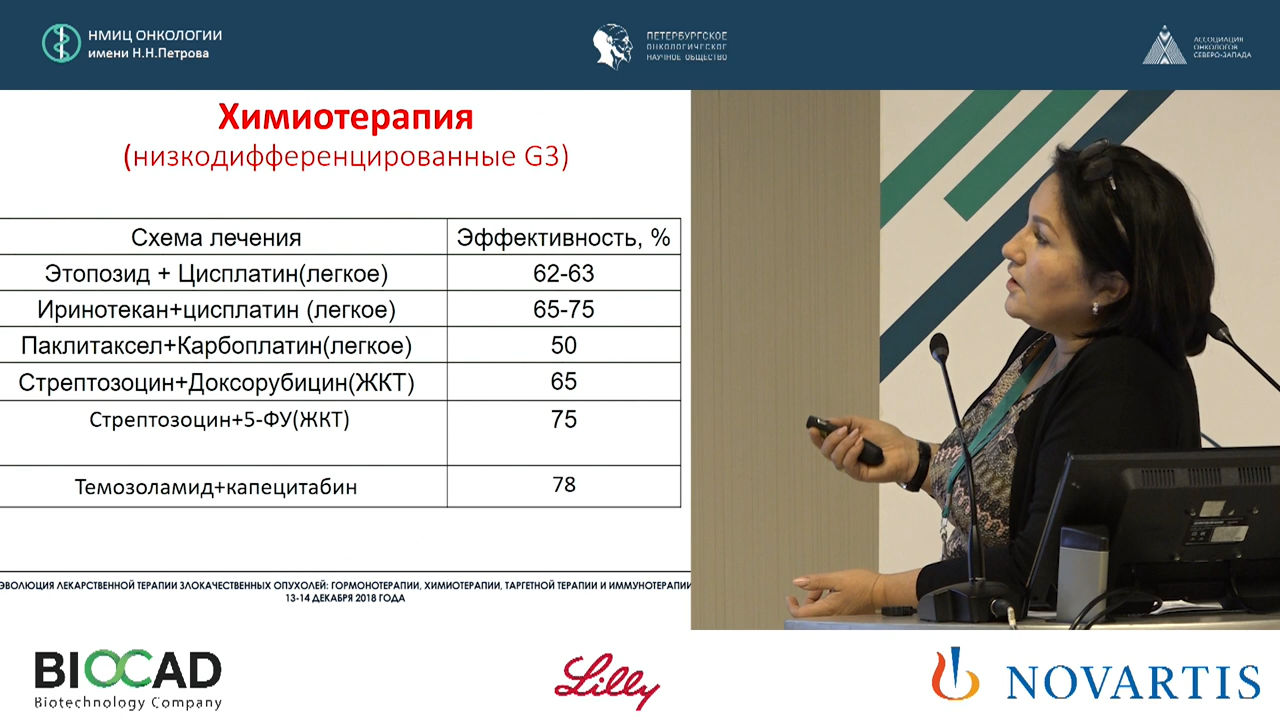 НМИЦ ОНКОЛОГИИ
имени Н.Н.Петрова
ПЕТЕРБУРГСКОЕ
ОНКОЛОГИЧЕСКОЕ
НАУЧНОЕ ОБЩЕСТВО
АССОЦИАЦИЯ
ОНКОЛОГОВ
СЕВЕРО-ЗАПАДА
Химиотерапия
(низкодифференцированные G3)
Схема лечения Эффективность, %
Этопозид + Цисплатин(легкое) 62-63
Иринотекан+цисплатин (легкое) 65-75
Паклитаксел+Карбоплатин(легкое) 50
Стрептозоцин+Доксорубицин(ЖКТ) 65
Стрептозоцин+5-ФУ(ЖКТ) 75
Темозоламид+капецитабин 78
ЭВОЛЮЦИЯ ЛЕКАРСТВЕННОЙ ТЕРАПИИ ЗЛОКАЧЕСТВЕННЫХ ОПУХОЛЕЙ: ГОРМОНОТЕРАПИИ, ХИМИОТЕРАПИИ, ТАРГЕТНОЙ ТЕРАПИИ И ИММУНОТЕРАПИИ
13-14 ДЕКАБРЯ 2018 ГОДА
BIOCAD
Biotechnology Company
Lilly
NOVARTIS